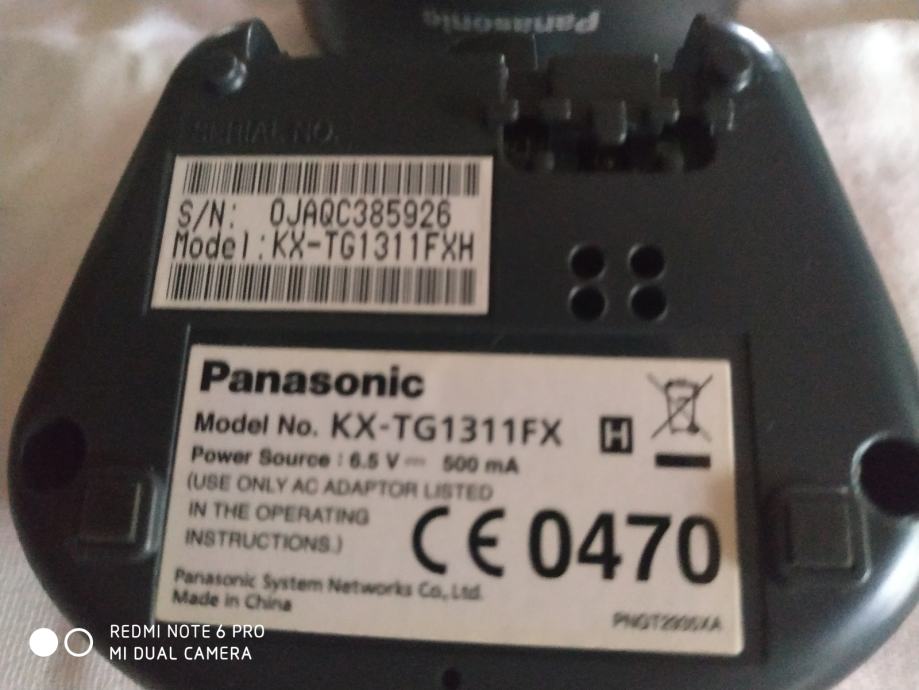 Panasonic
SERIAL NO.
S/N: 0JAQC385926
Model:KX-TG1311FXH
Panasonic
Model No. KX-TG1311FX H
Power Source : 6.5 V ⎓ 500 mA
(USE ONLY AC ADAPTOR LISTED
IN THE OPERATING
INSTRUCTIONS.)
CE 0470
Panasonic System Networks Co., Ltd.
Made in China
REDMI NOTE 6 PRO
MI DUAL CAMERA